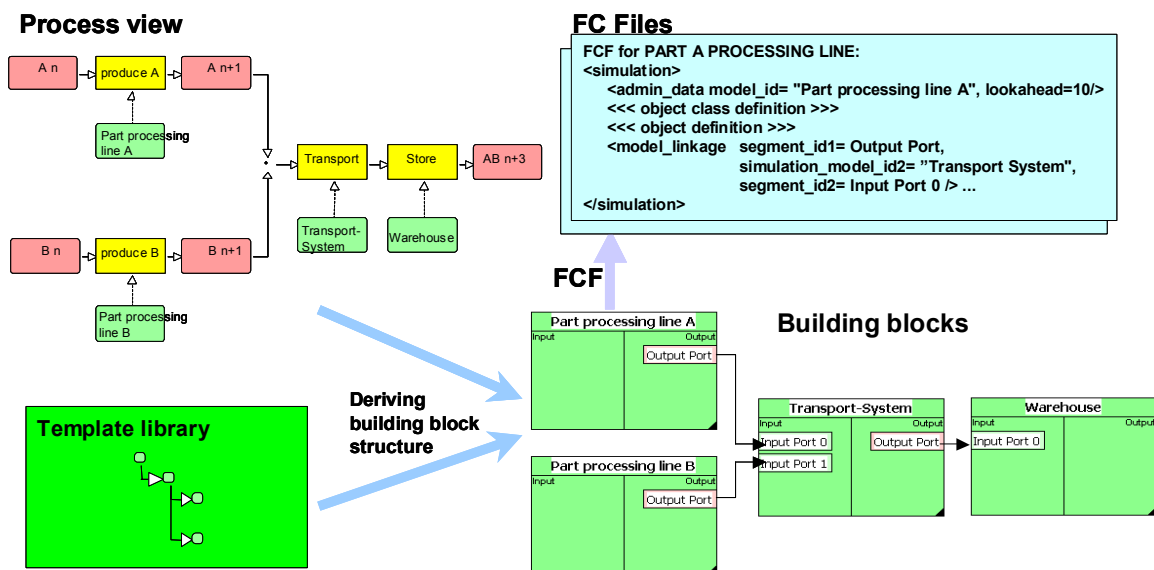 Process view
A n
produce A
A n+1
Part processing
line A
Transport
Store
AB n+3
Transport-
System
Warehouse
B n
produce B
B n+1
Part processing
line B
FC Files
FCF for PART A PROCESSING LINE:
<simulation>
<admin_data model_id= "Part processing line A", lookahead=10/>
<<< object class definition >>>
<<< object definition >>>
<model_linkage segment_id1= Output Port,
simulation_model_id2= ”Transport System”,
segment_id2= Input Port 0 /> ...
</simulation>
FCF
Template library
Deriving
building block
structure
Building blocks
Part processing line A
Input
Output
Output Port
Part processing line B
Input
Output
Output Port
Transport-System
Input
Output
Input Port 0
Output Port
Input Port 1
Warehouse
Input
Output
Input Port 0